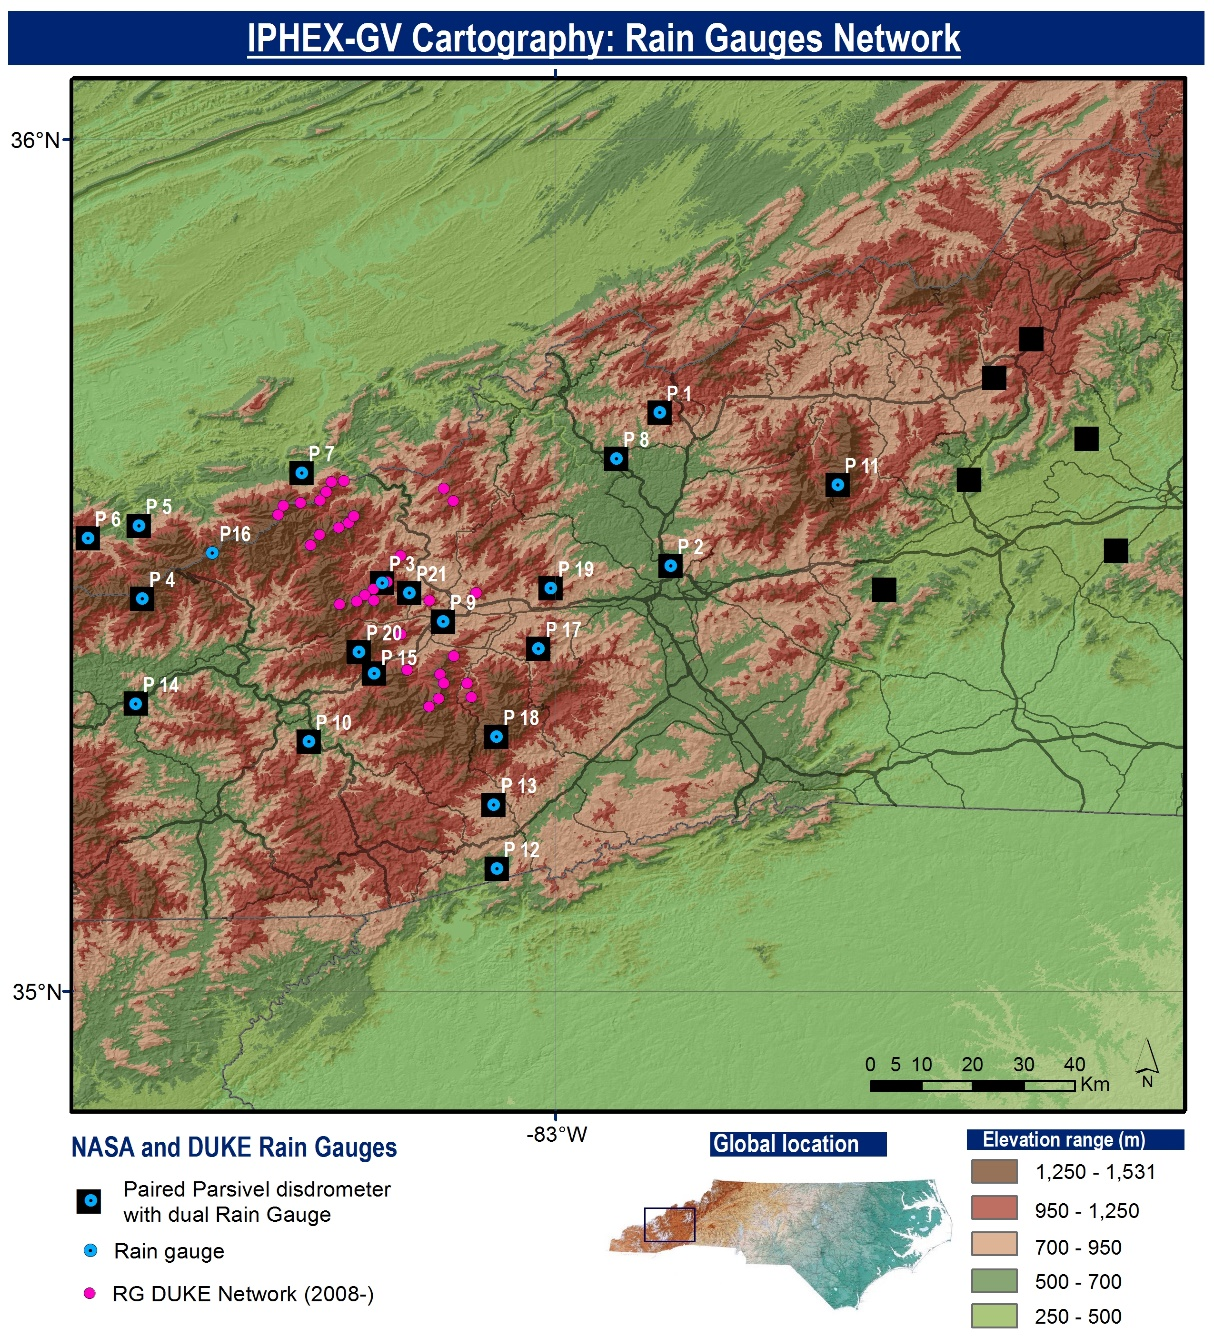 IPHEX-GV Cartography: Rain Gauges Network
36°N
P 1
P 8
P 7
P 11
P 5
P 6
P16
P 2
P 3
P 19
P21
P 4
P 9
P 20
P 17
P 15
P 14
P 18
P 10
P 13
P 12
35°N
0 5 10 20 30 40
Km
N
-83°W
NASA and DUKE Rain Gauges
Paired Parsivel disdrometer
with dual Rain Gauge
Rain gauge
RG DUKE Network (2008-)
Global location
Elevation range (m)
1,250 - 1,531
950 - 1,250
700 - 950
500 - 700
250 - 500